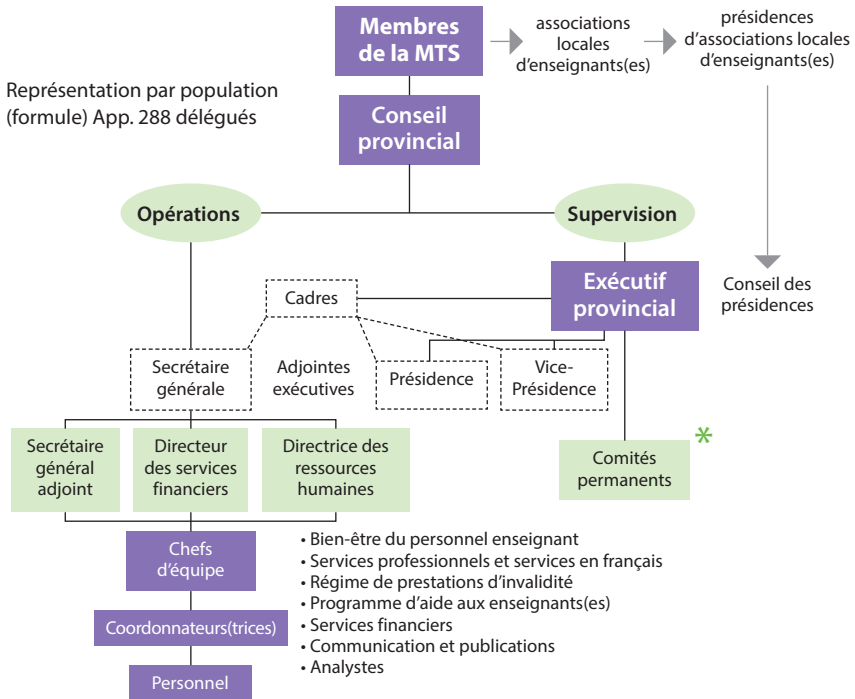 Membres
de la MTS
associations
locales
d'enseignants(es)
présidences
d'associations locales
d'enseignants(es)
Représentation par population
(formule) App. 288 délégués
Conseil
provincial
Opérations
Supervision
Cadres
Exécutif
provincial
Conseil des
présidences
Secrétaire
générale
Adjointes
exécutives
Présidence
Vice-
Présidence
Secrétaire
général
adjoint
Directeur
des services
financiers
Directrice des
ressources
humaines
Comités
permanents
*
Chefs
d'équipe
Coordonnateurs(trices)
Personnel
• Bien-être du personnel enseignant
• Services professionnels et services en français
• Régime de prestations d'invalidité
• Programme d'aide aux enseignants(es)
• Services financiers
• Communication et publications
• Analystes